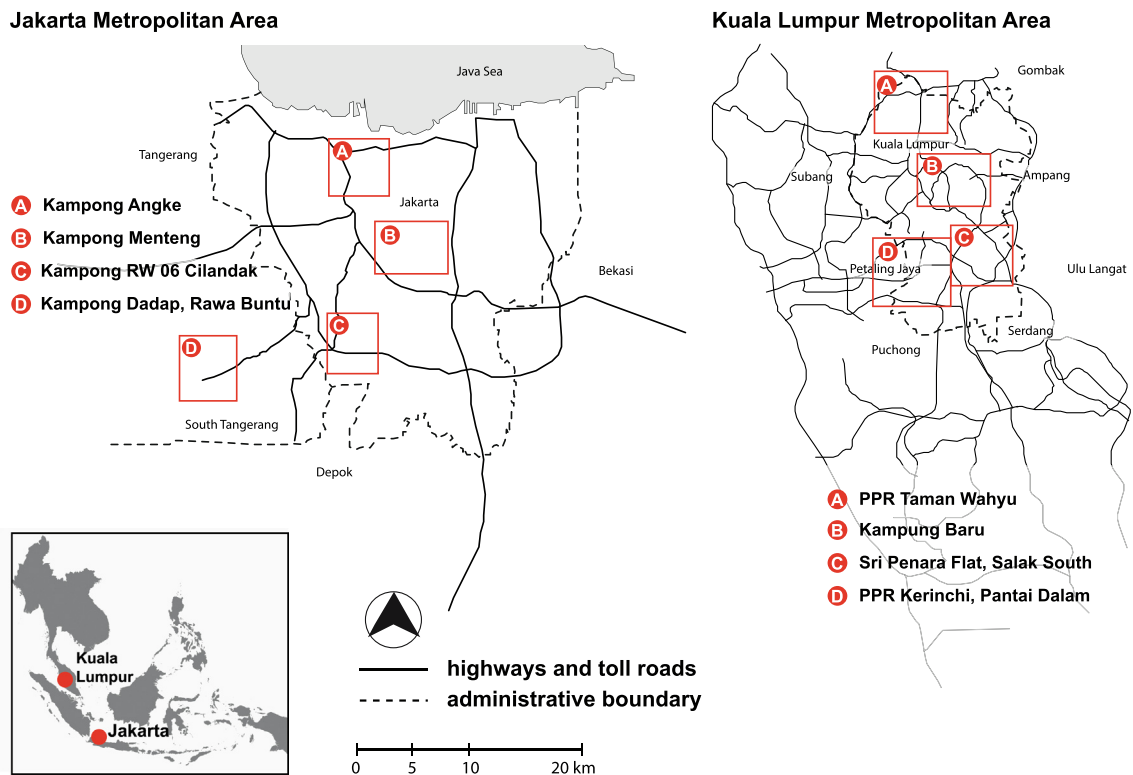 Jakarta Metropolitan Area
Java Sea
Tangerang
A Kampong Angke
B Kampong Menteng
C Kampong RW 06 Cilandak
D Kampong Dadap, Rawa Buntu
A
Jakarta
B
Bekasi
C
D
South Tangerang
Depok
Kuala Lumpur Metropolitan Area
Gombak
A
Kuala Lumpur
B
Subang
Ampang
C
D
Petaling Jaya
Ulu Langat
Serdang
Puchong
A PPR Taman Wahyu
B Kampung Baru
C Sri Penara Flat, Salak South
D PPR Kerinchi, Pantai Dalam
Kuala
Lumpur
Jakarta
highways and toll roads
administrative boundary
0 5 10 20 km